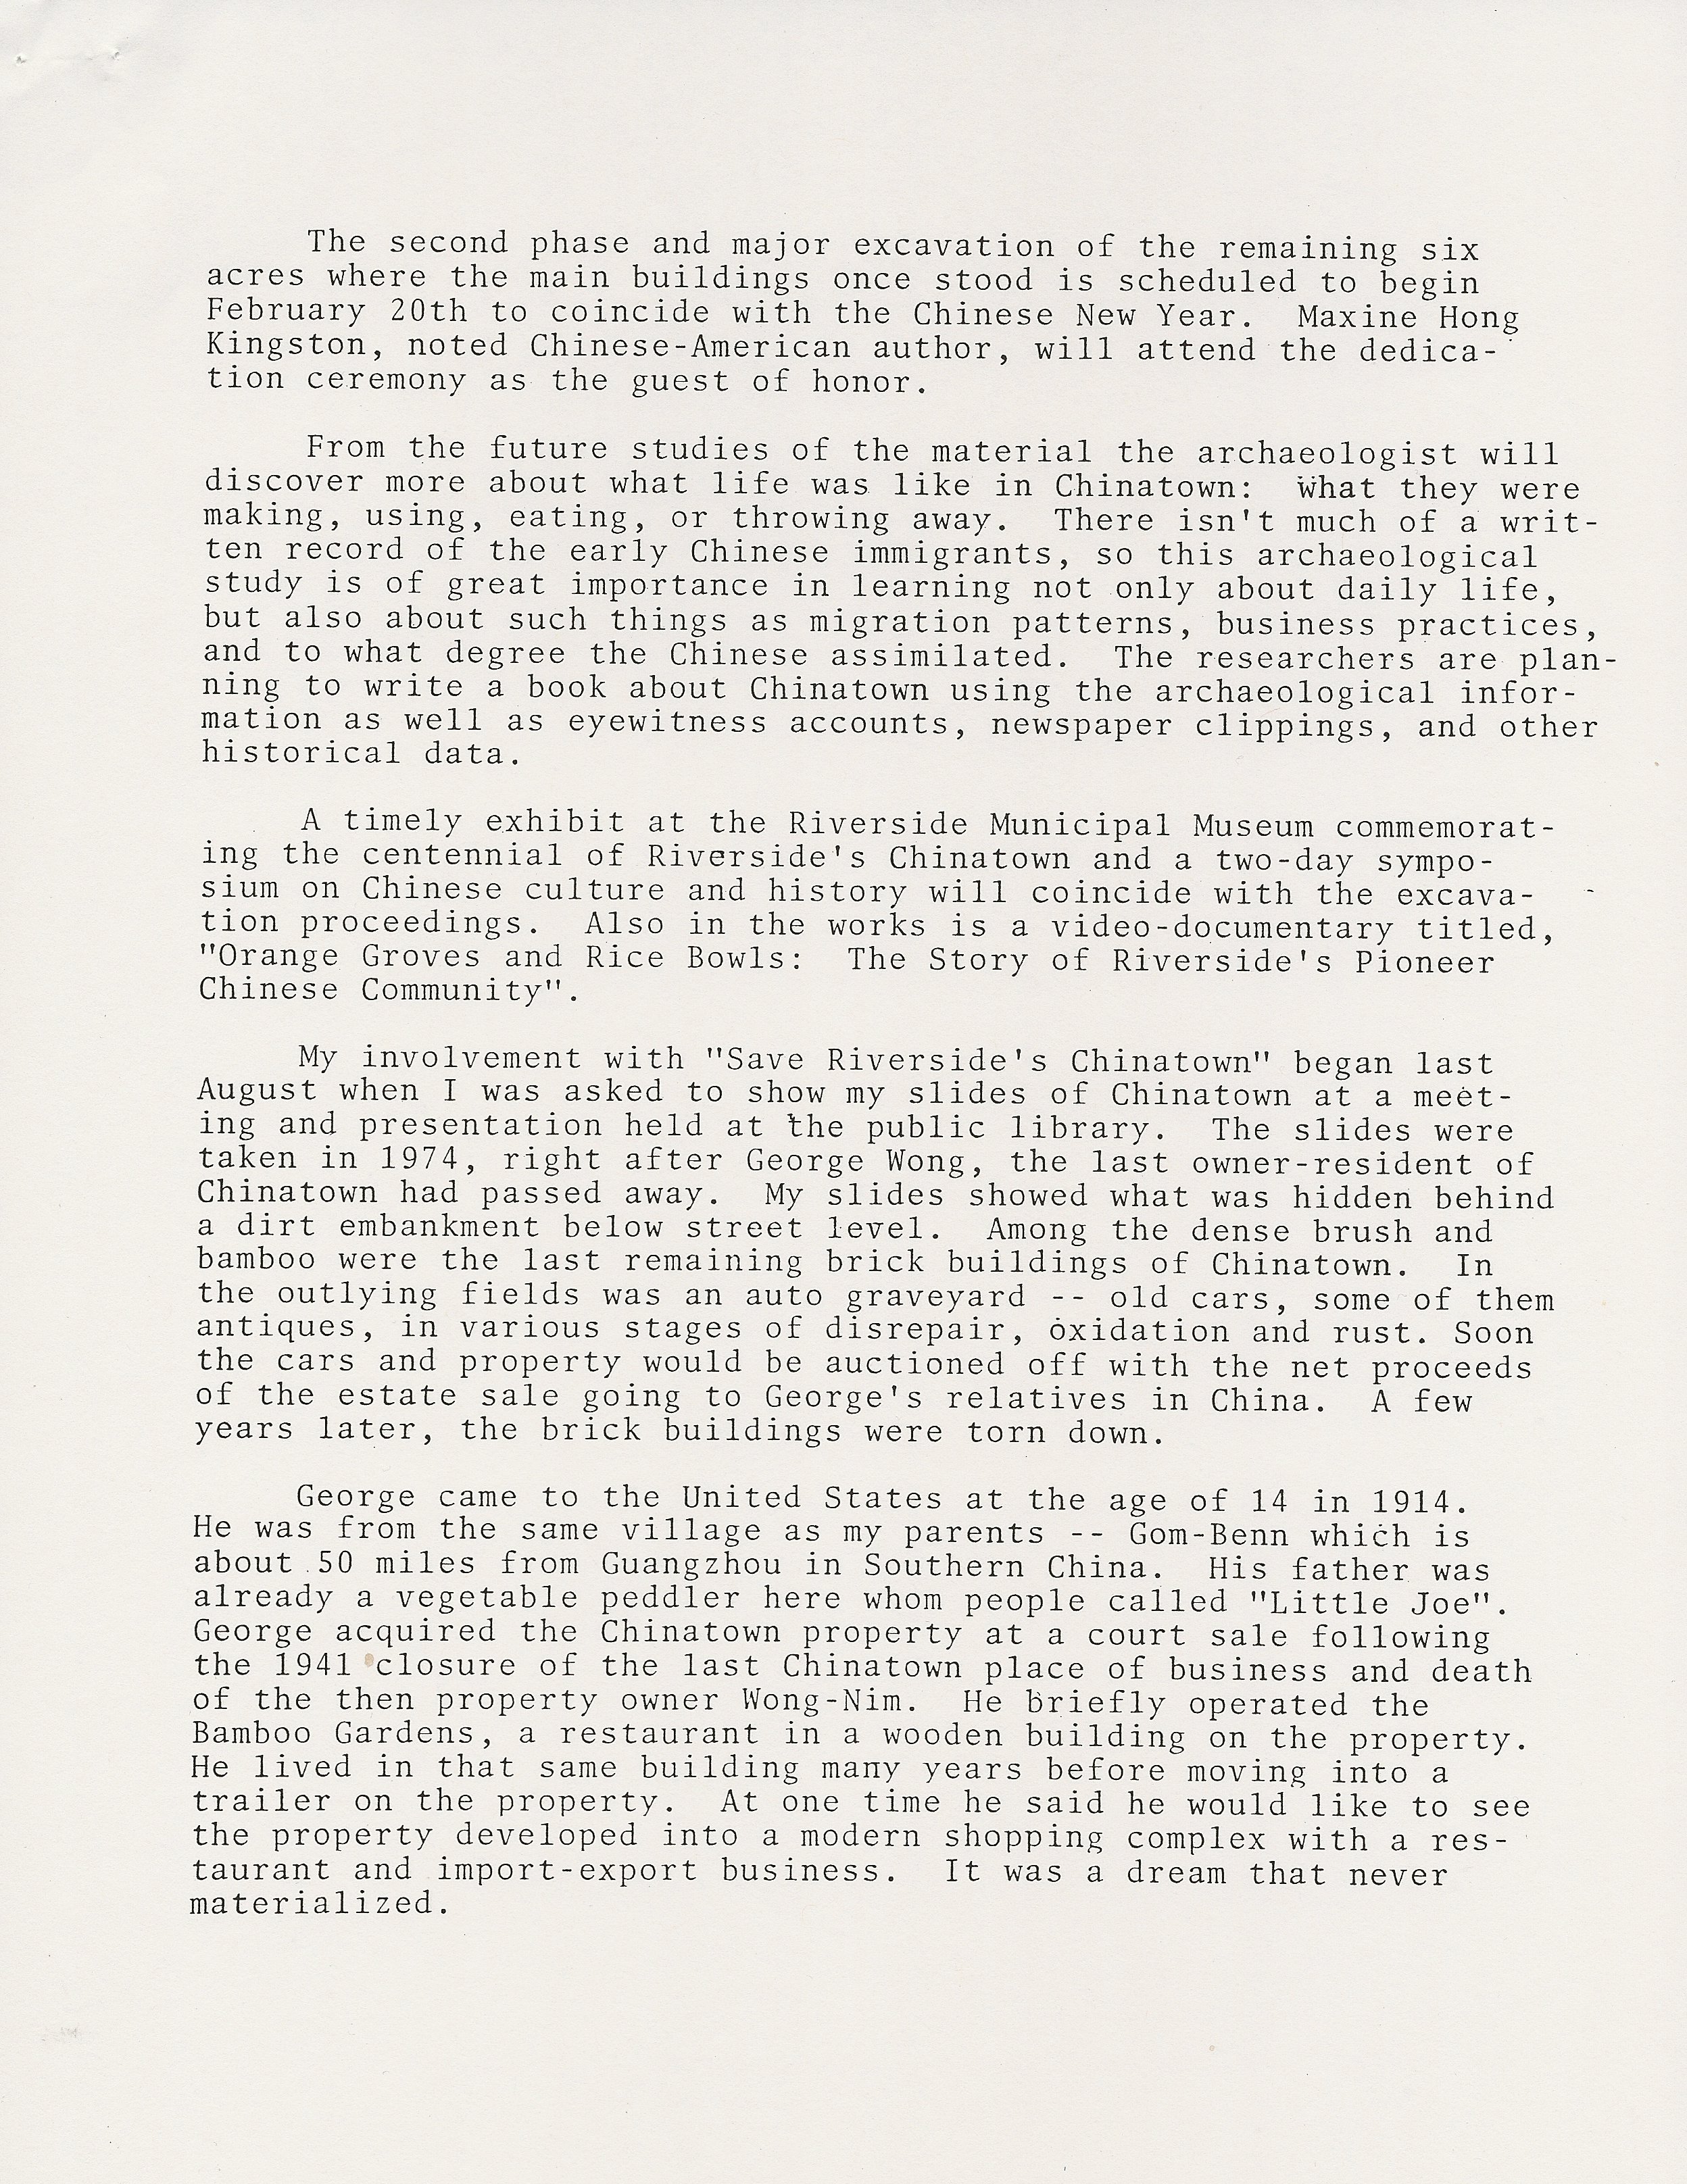 The second phase and major excavation of the remaining six
acres where the main buildings once stood is scheduled to begin
February 20th to coincide with the Chinese New Year.  Maxine Hong
Kingston, noted Chinese-American author, will attend the dedica-
tion ceremony as the guest of honor.

From the future studies of the material the archaeologist will
discover more about what life was like in Chinatown:  What they were
making, using, eating, or throwing away.  There isn't much of a writ-
ten record of the early Chinese immigrants, so this archaeological
study is of great importance in learning not only about daily life,
but also about such things as migration patterns, business practices,
and to what degree the Chinese assimilated.  The researchers are plan-
ning to write a book about Chinatown using the archaeological infor-
mation as well as eyewitness accounts, newspaper clippings, and other
historical data.

A timely exhibit at the Riverside Municipal Museum commemorat-
ing the centennial of Riverside's Chinatown and a two-day sympo-
sium on Chinese culture and history will coincide with the excava-
tion proceedings.  Also in the works is a video-documentary titled,
"Orange Groves and Rice Bowls:  The Story of Riverside's Pioneer
Chinese Community".

My involvement with "Save Riverside's Chinatown" began last
August when I was asked to show my slides of Chinatown at a meet-
ing and presentation held at the public library.  The slides were
taken in 1974, right after George Wong, the last owner-resident of
Chinatown had passed away.  My slides showed what was hidden behind
a dirt embankment below street level.  Among the dense brush and
bamboo were the last remaining brick buildings of Chinatown.  In
the outlying fields was an auto graveyard -- old cars, some of them
antiques, in various stages of disrepair, oxidation and rust. Soon
the cars and property would be auctioned off with the net proceeds
of the estate sale going to George's relatives in China.  A few
years later, the brick buildings were torn down.

George came to the United States at the age of 14 in 1914.
He was from the same village as my parents -- Gom-Benn which is
about 50 miles from Guangzhou in Southern China.  His father was
already a vegetable peddler here whom people called "Little Joe".
George acquired the Chinatown property at a court sale following
the 1941 closure of the last Chinatown place of business and death
of the then property owner Wong-Nim.  He briefly operated the
Bamboo Gardens, a restaurant in a wooden building on the property.
He lived in that same building many years before moving into a
trailer on the property.  At one time he said he would like to see
the property developed into a modern shopping complex with a res-
taurant and import-export business.  It was a dream that never
materialized.